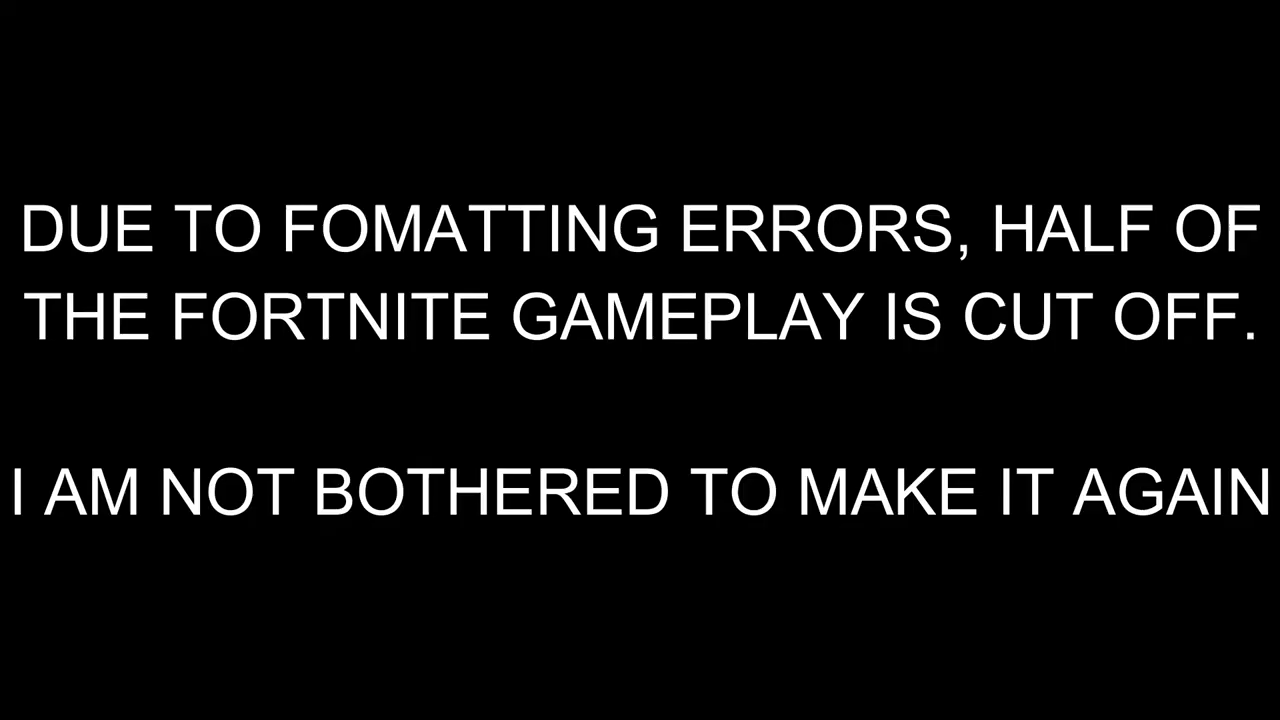 DUE TO FOMATTING ERRORS, HALF OF
THE FORTNITE GAMEPLAY IS CUT OFF.
I AM NOT BOTHERED TO MAKE IT AGAIN